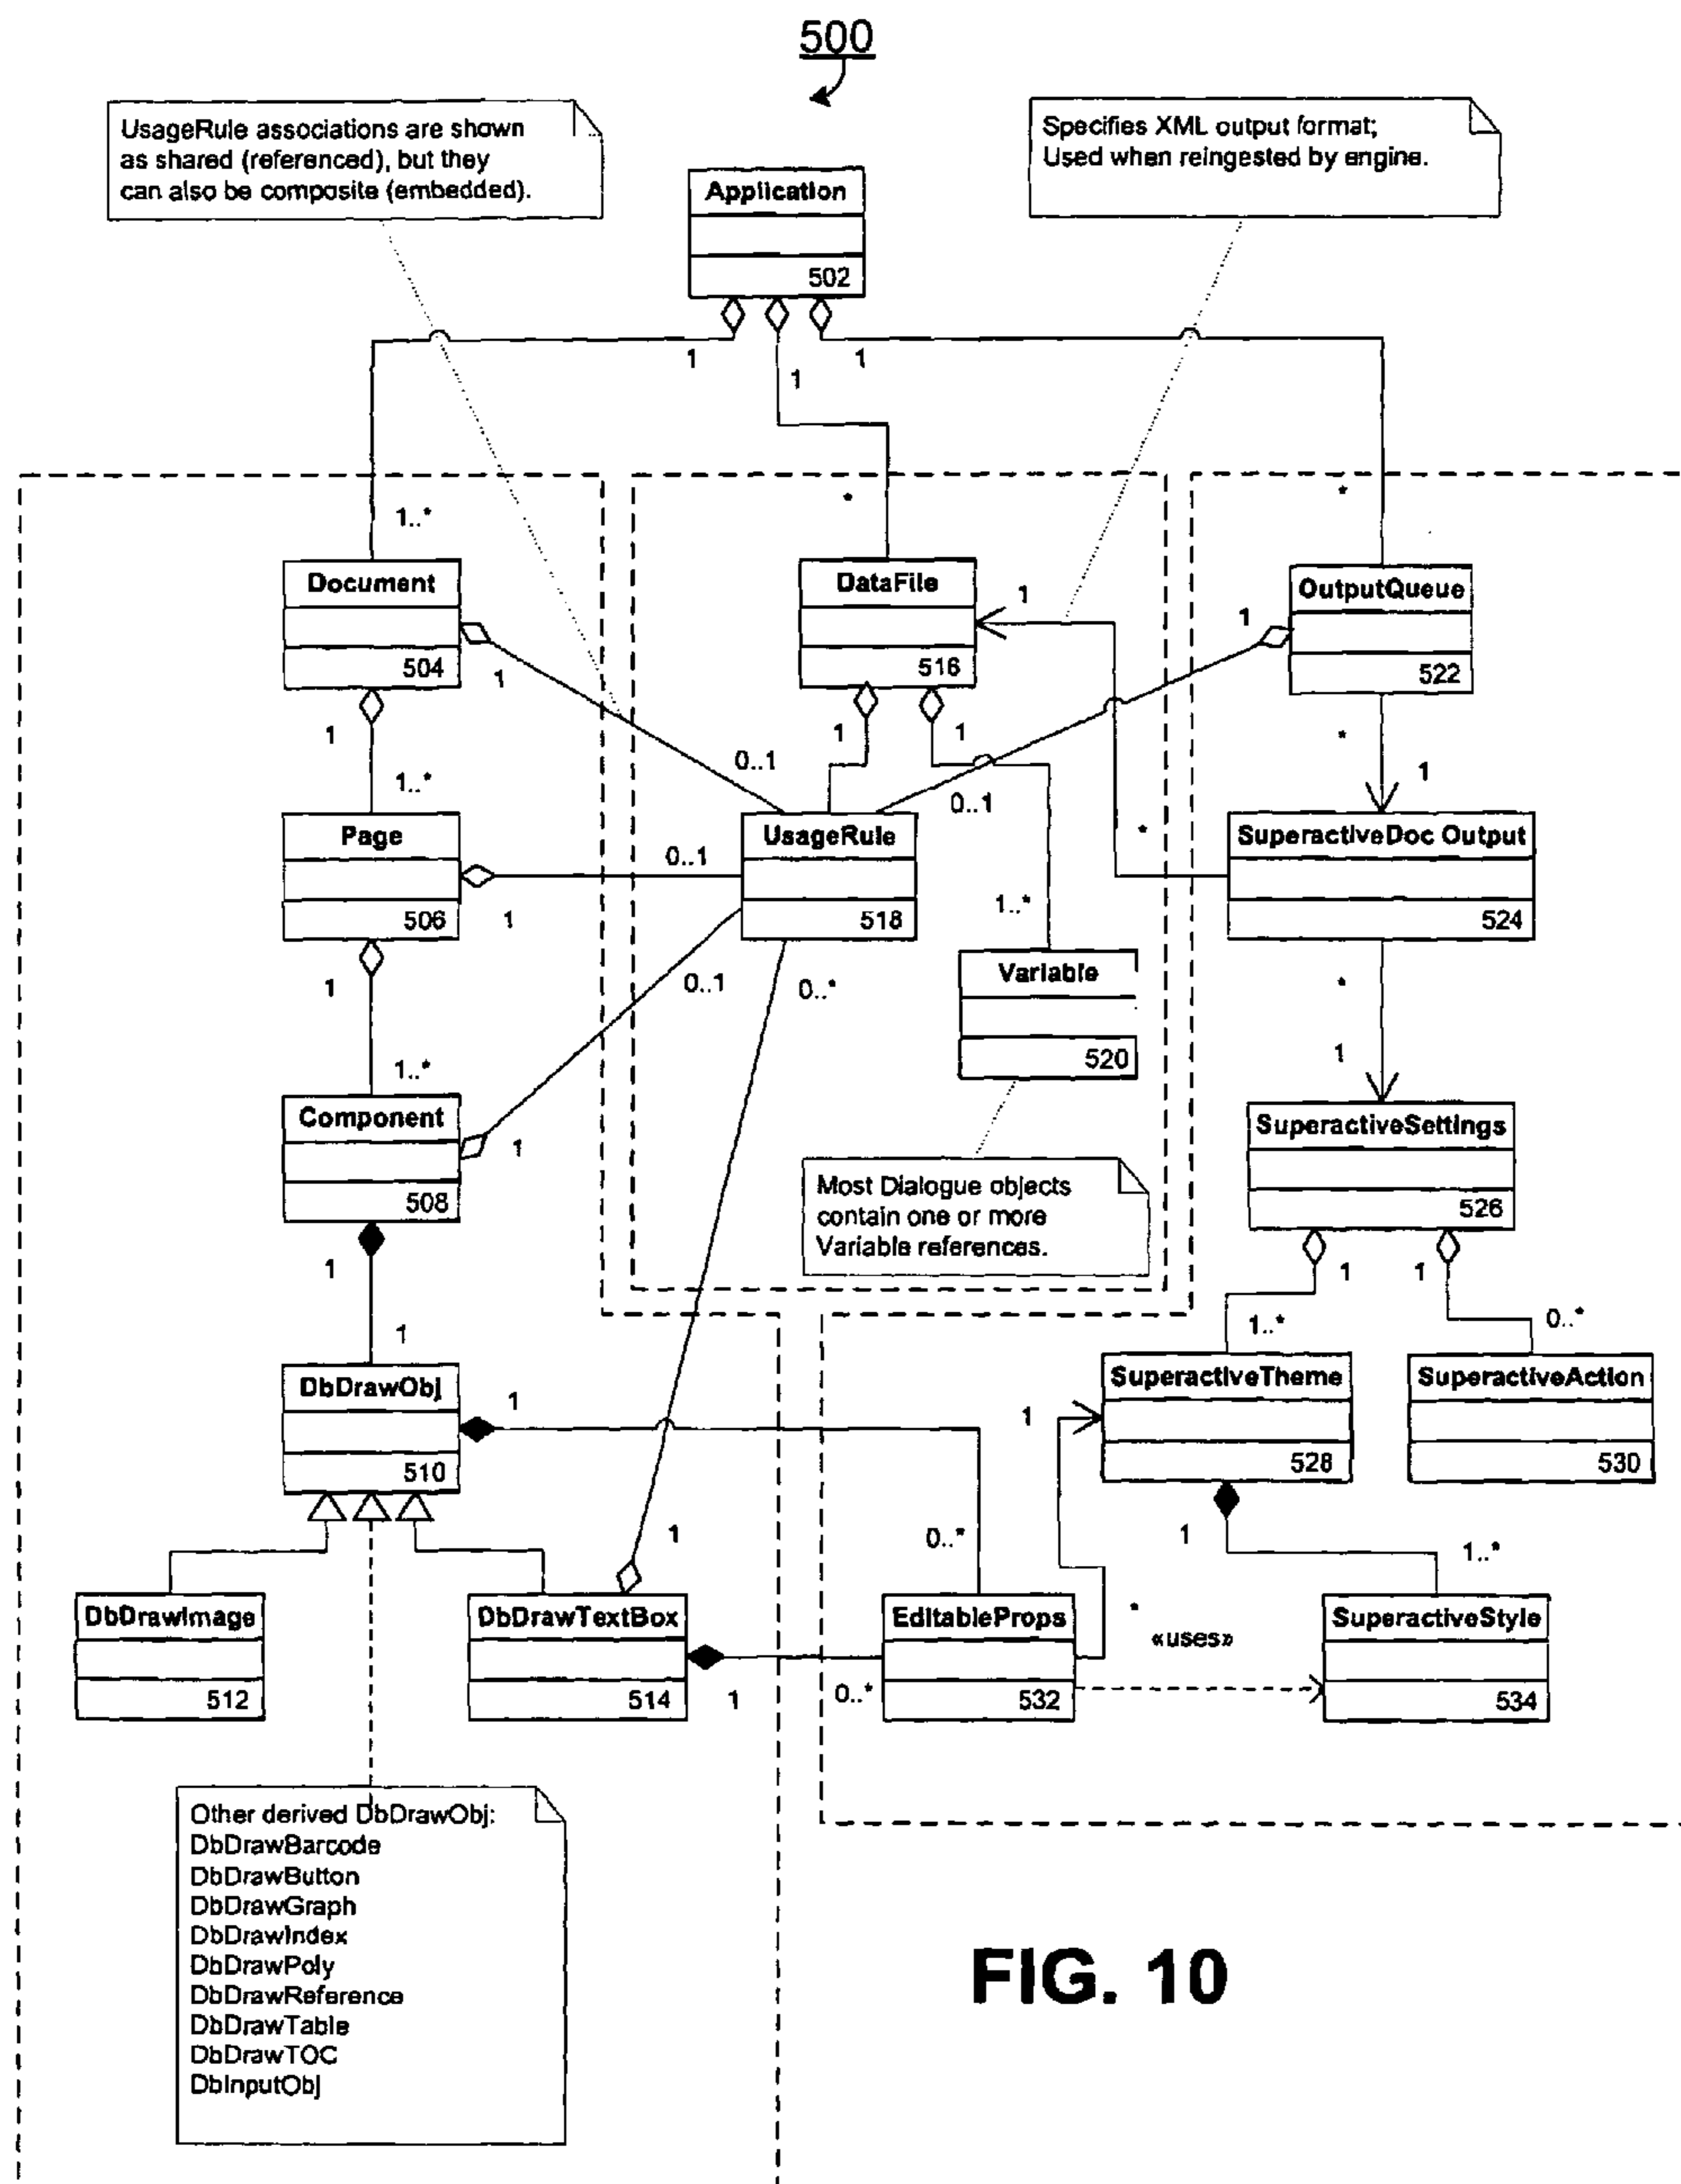 500
UsageRule associations are shown
as shared (referenced), but they
can also be composite (embedded).
Specifies XML output format;
Used when reingested by engine.
Application
502
1
1
1
1..*
*
*
Document
504
DataFile
516
1
OutputQueue
522
1
1
1
1
1
*
1
0..1
0..1
1..*
Page
506
UsageRule
518
0..1
1
SuperactiveDoc Output
524
*
1..*
Variable
520
0..1
0..*
1
*
1
1..*
Component
508
1
SuperactiveSettings
526
Most Dialogue objects
contain one or more
Variable references.
1
1
1
1
1..*
0..*
DbDrawObj
510
1
SuperactiveTheme
528
SuperactiveAction
530
1
1
0..*
1
1..*
DbDrawImage
512
DbDrawTextBox
514
1
0..*
EditableProps
532
*
«uses»
SuperactiveStyle
534
Other derived DbDrawObj:
DbDrawBarcode
DbDrawButton
DbDrawGraph
DbDrawIndex
DbDrawPoly
DbDrawReference
DbDrawTable
DbDrawTOC
DbInputObj
FIG. 10